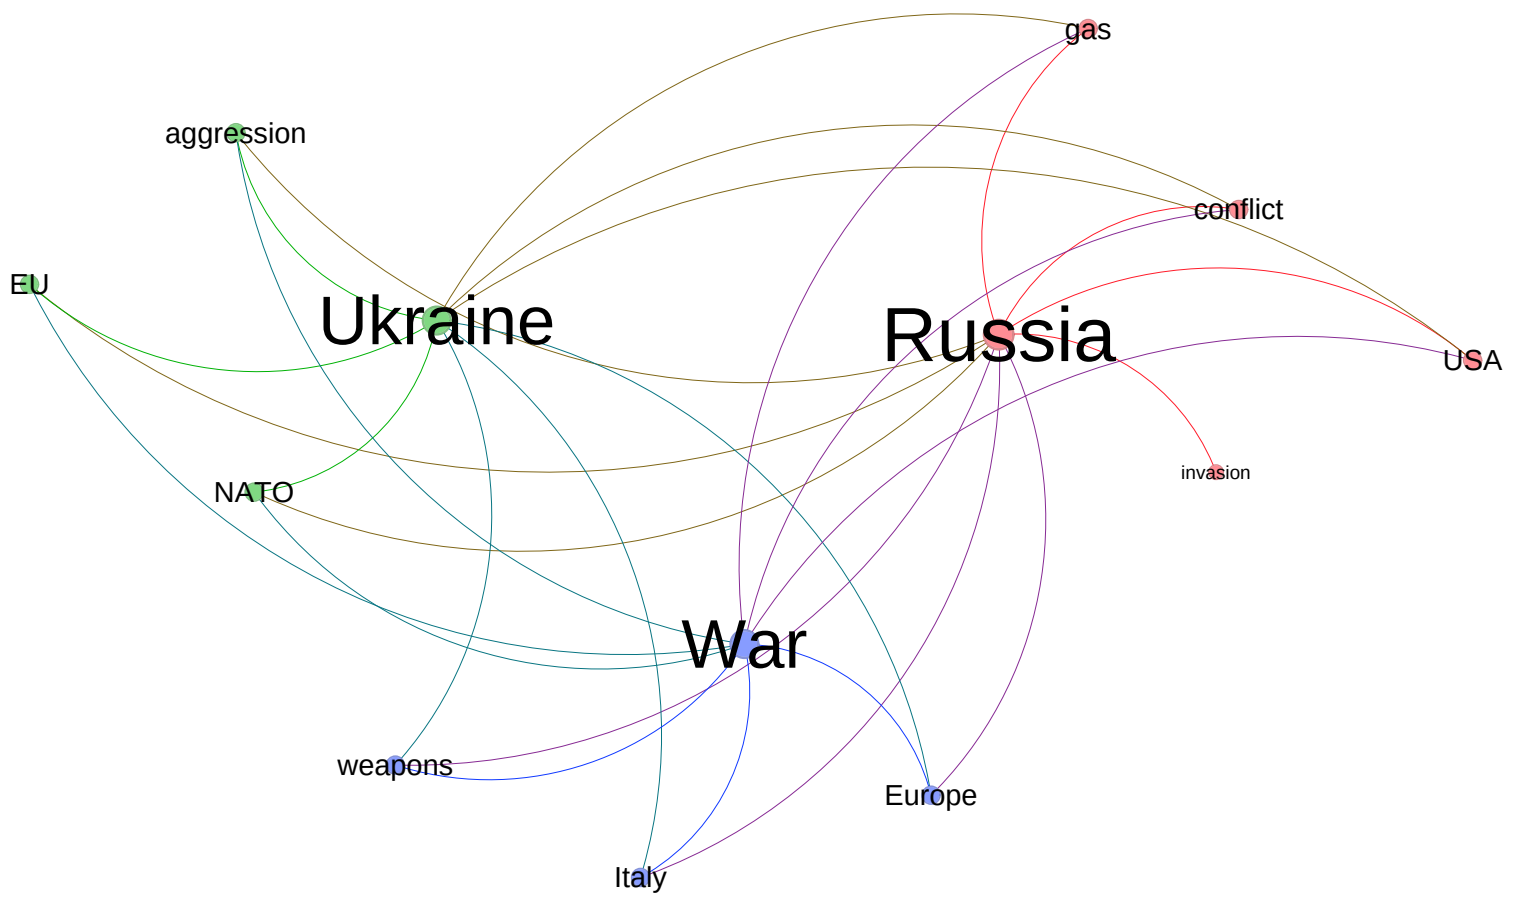 gas
aggression
conflict
EU
Ukraine
Russia
USA
invasion
NATO
War
weapons
Europe
Italy